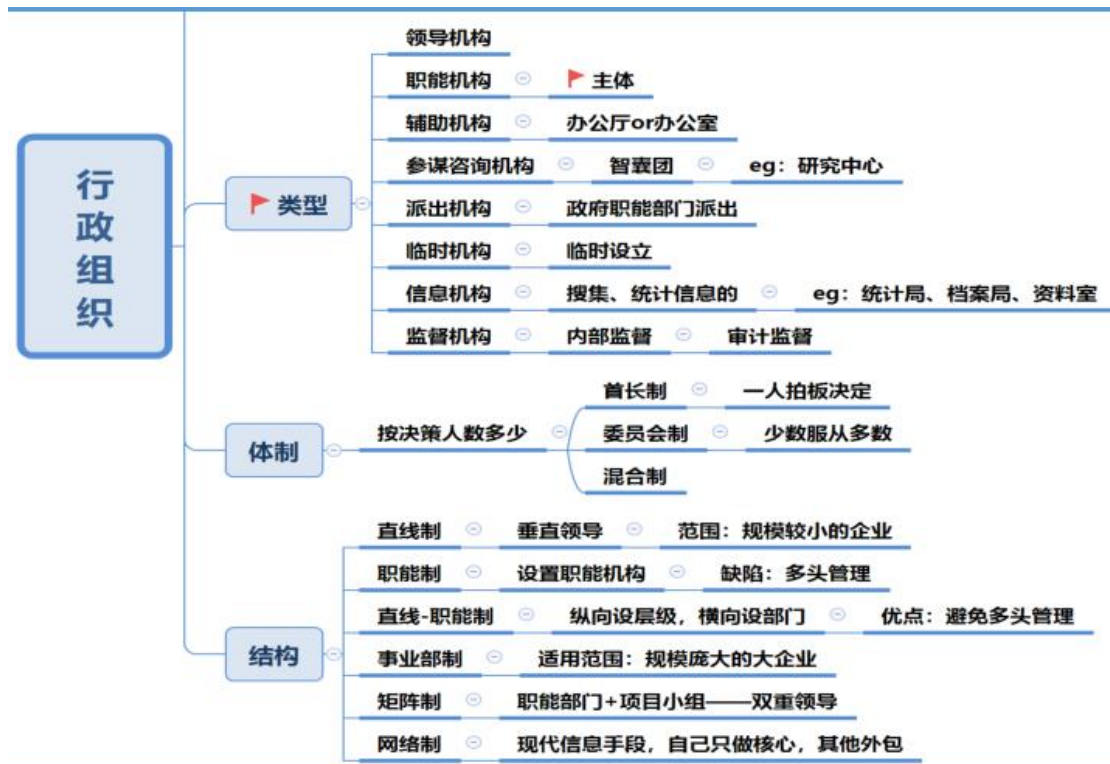 行政组织
类型
领导机构
职能机构 主体
辅助机构 办公厅or办公室
参谋咨询机构 智囊团 eg：研究中心
派出机构 政府职能部门派出
临时机构 临时设立
信息机构 搜集、统计信息的 eg：统计局、档案局、资料室
监督机构 内部监督 审计监督
体制
按决策人数多少
首长制 一人拍板决定
委员会制 少数服从多数
混合制
结构
直线制 垂直领导 范围：规模较小的企业
职能制 设置职能机构 缺陷：多头管理
直线-职能制 纵向设层级，横向设部门 优点：避免多头管理
事业部制 适用范围：规模庞大的大企业
矩阵制 职能部门+项目小组——双重领导
网络制 现代信息手段，自己只做核心，其他外包